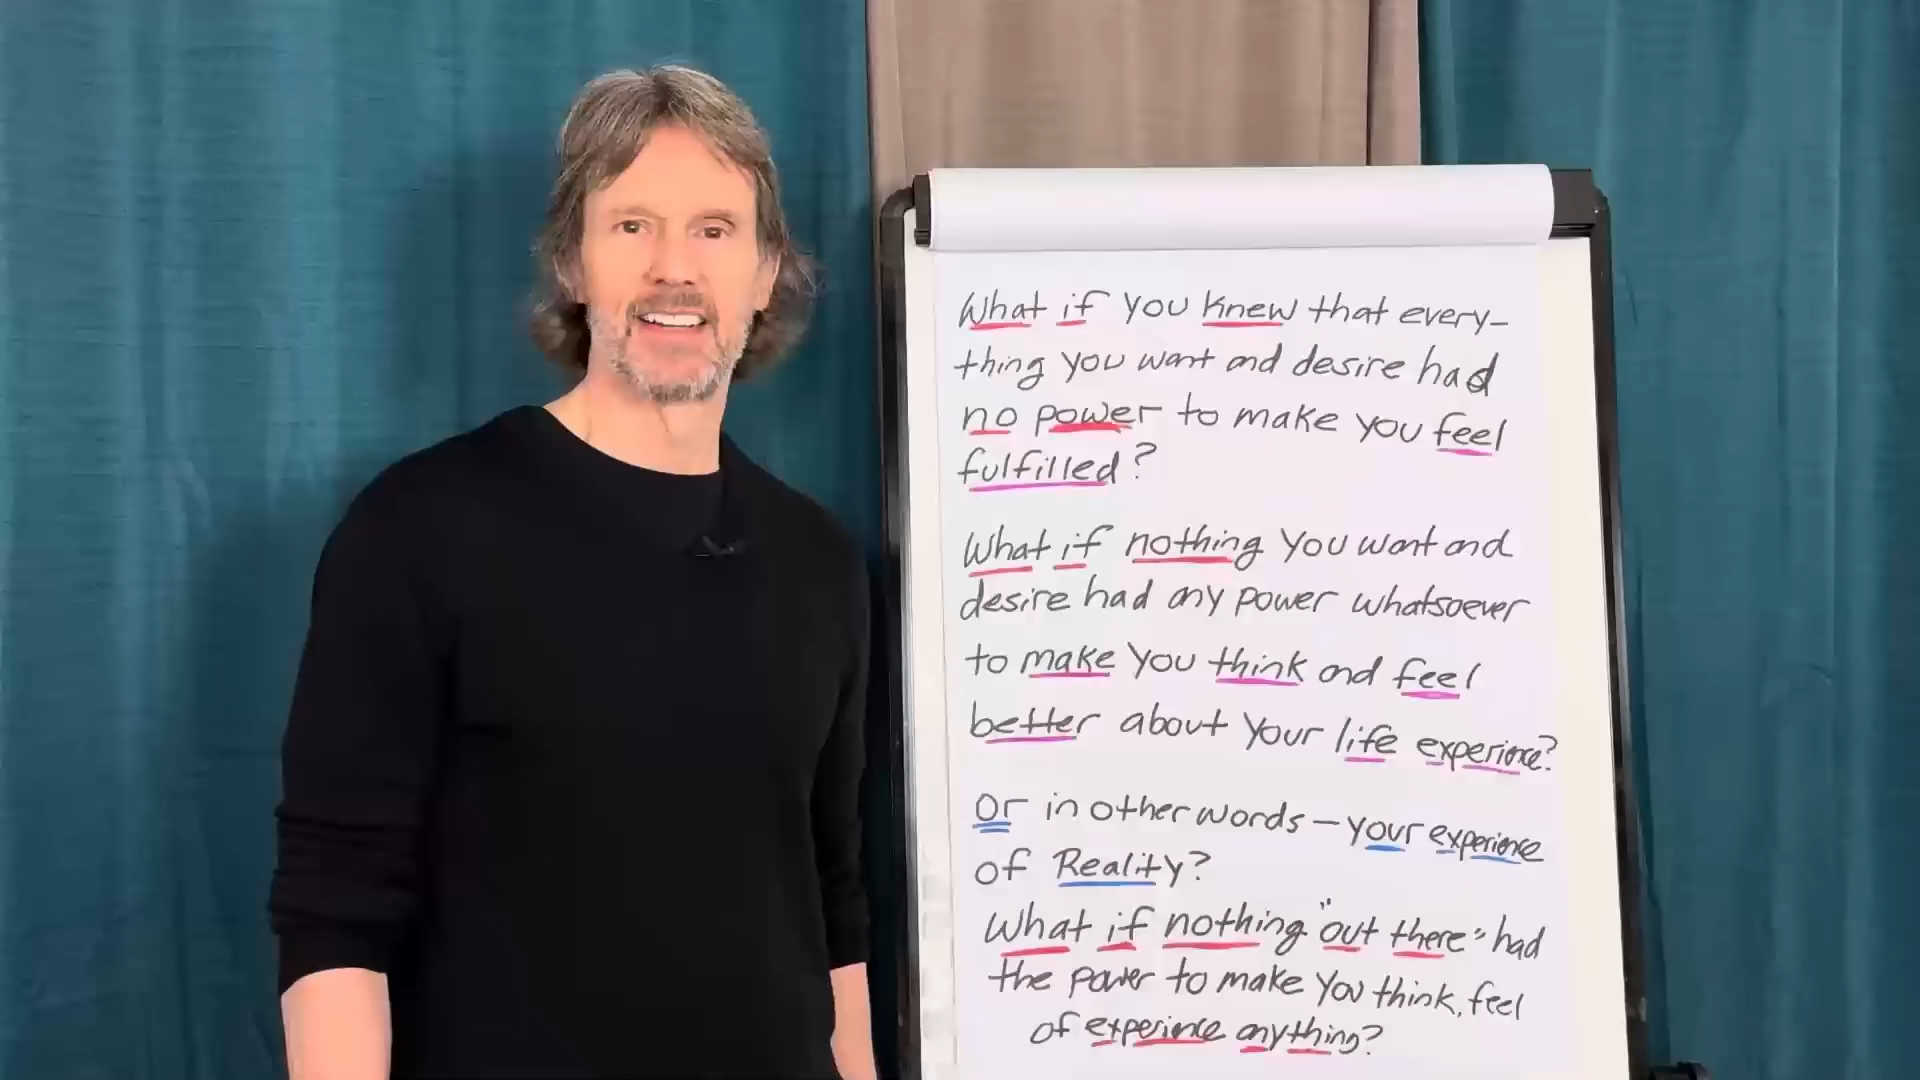 What if you knew that every-
thing you want and desire had
no power to make you feel
fulfilled?
What if nothing you want and
desire had any power whatsoever
to make you think and feel
better about your life experience?
Or in other words – your experience
of Reality?
What if nothing "out there" had
the power to make you think, feel
of experience anything?